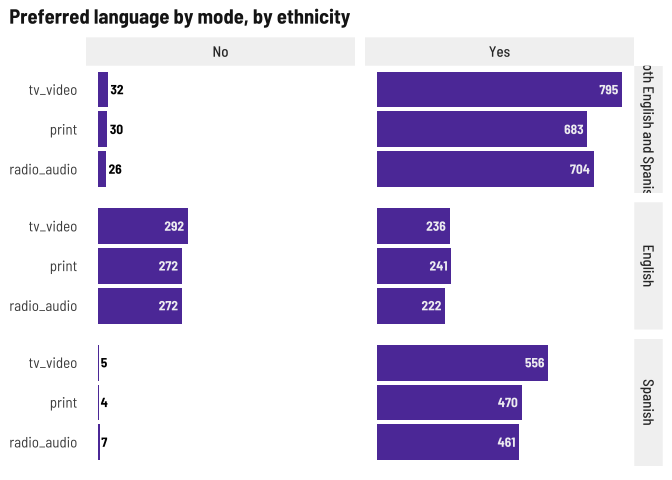 Preferred language by mode, by ethnicity
No Yes
tv_video 32 795
print 30 683
radio_audio 26 704
oth English and Spanis
tv_video 292 236
print 272 241
radio_audio 272 222
English
tv_video 5 556
print 4 470
radio_audio 7 461
Spanish